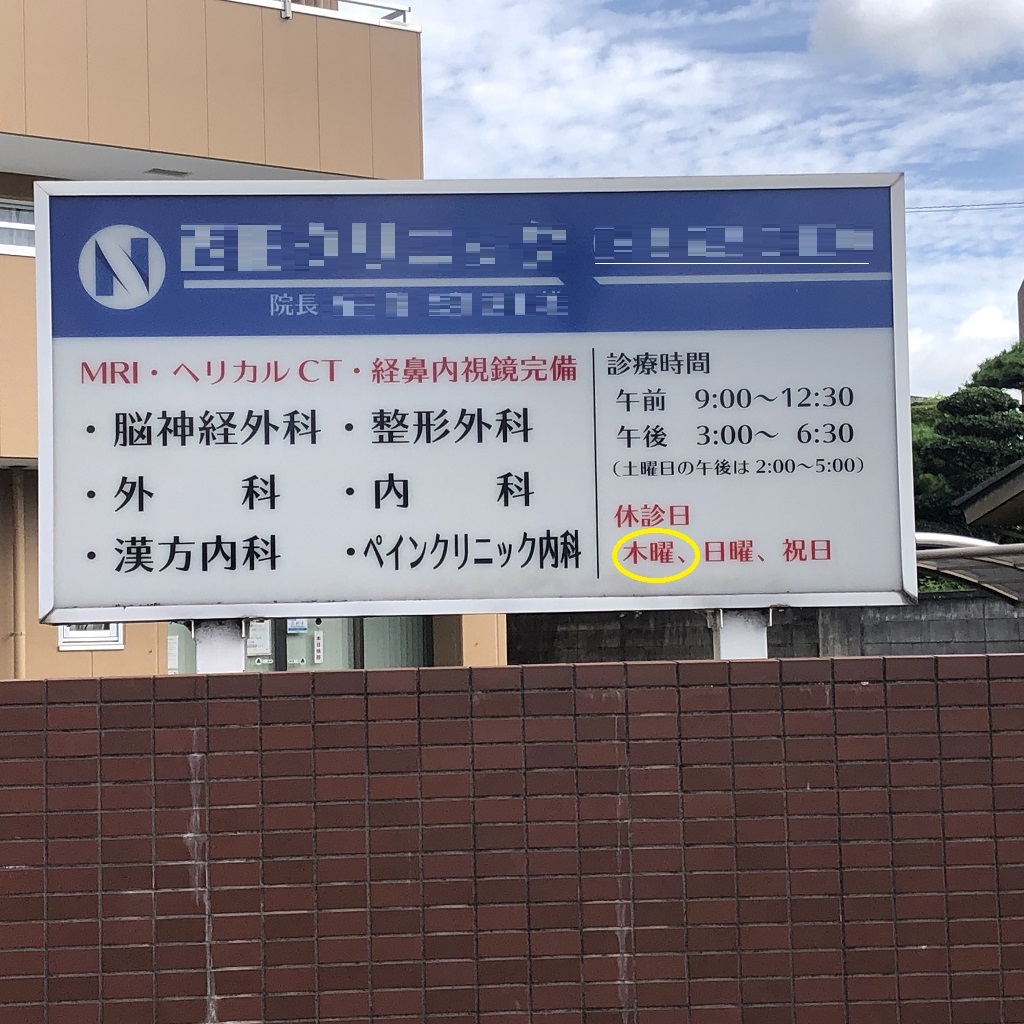 院長
MRI・ヘリカルCT・経鼻内視鏡完備
・脳神経外科 ・整形外科
・外　　科 ・内　　科
・漢方内科 ・ペインクリニック内科
診療時間
午前 9:00～12:30
午後 3:00～ 6:30
（土曜日の午後は2:00～5:00）
休診日
木曜、日曜、祝日